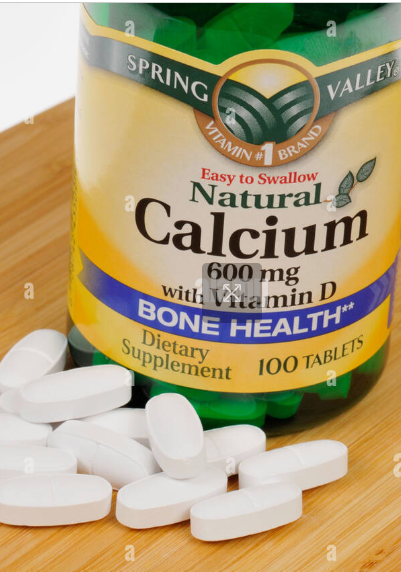 SPRING VALLEY®
VITAMIN #1 BRAND
Easy to Swallow
Natural
Calcium
600 mg
with Vitamin D
BONE HEALTH**
Dietary
Supplement
100 TABLETS
a
a
a
a
a
a
a
a
a
a
a